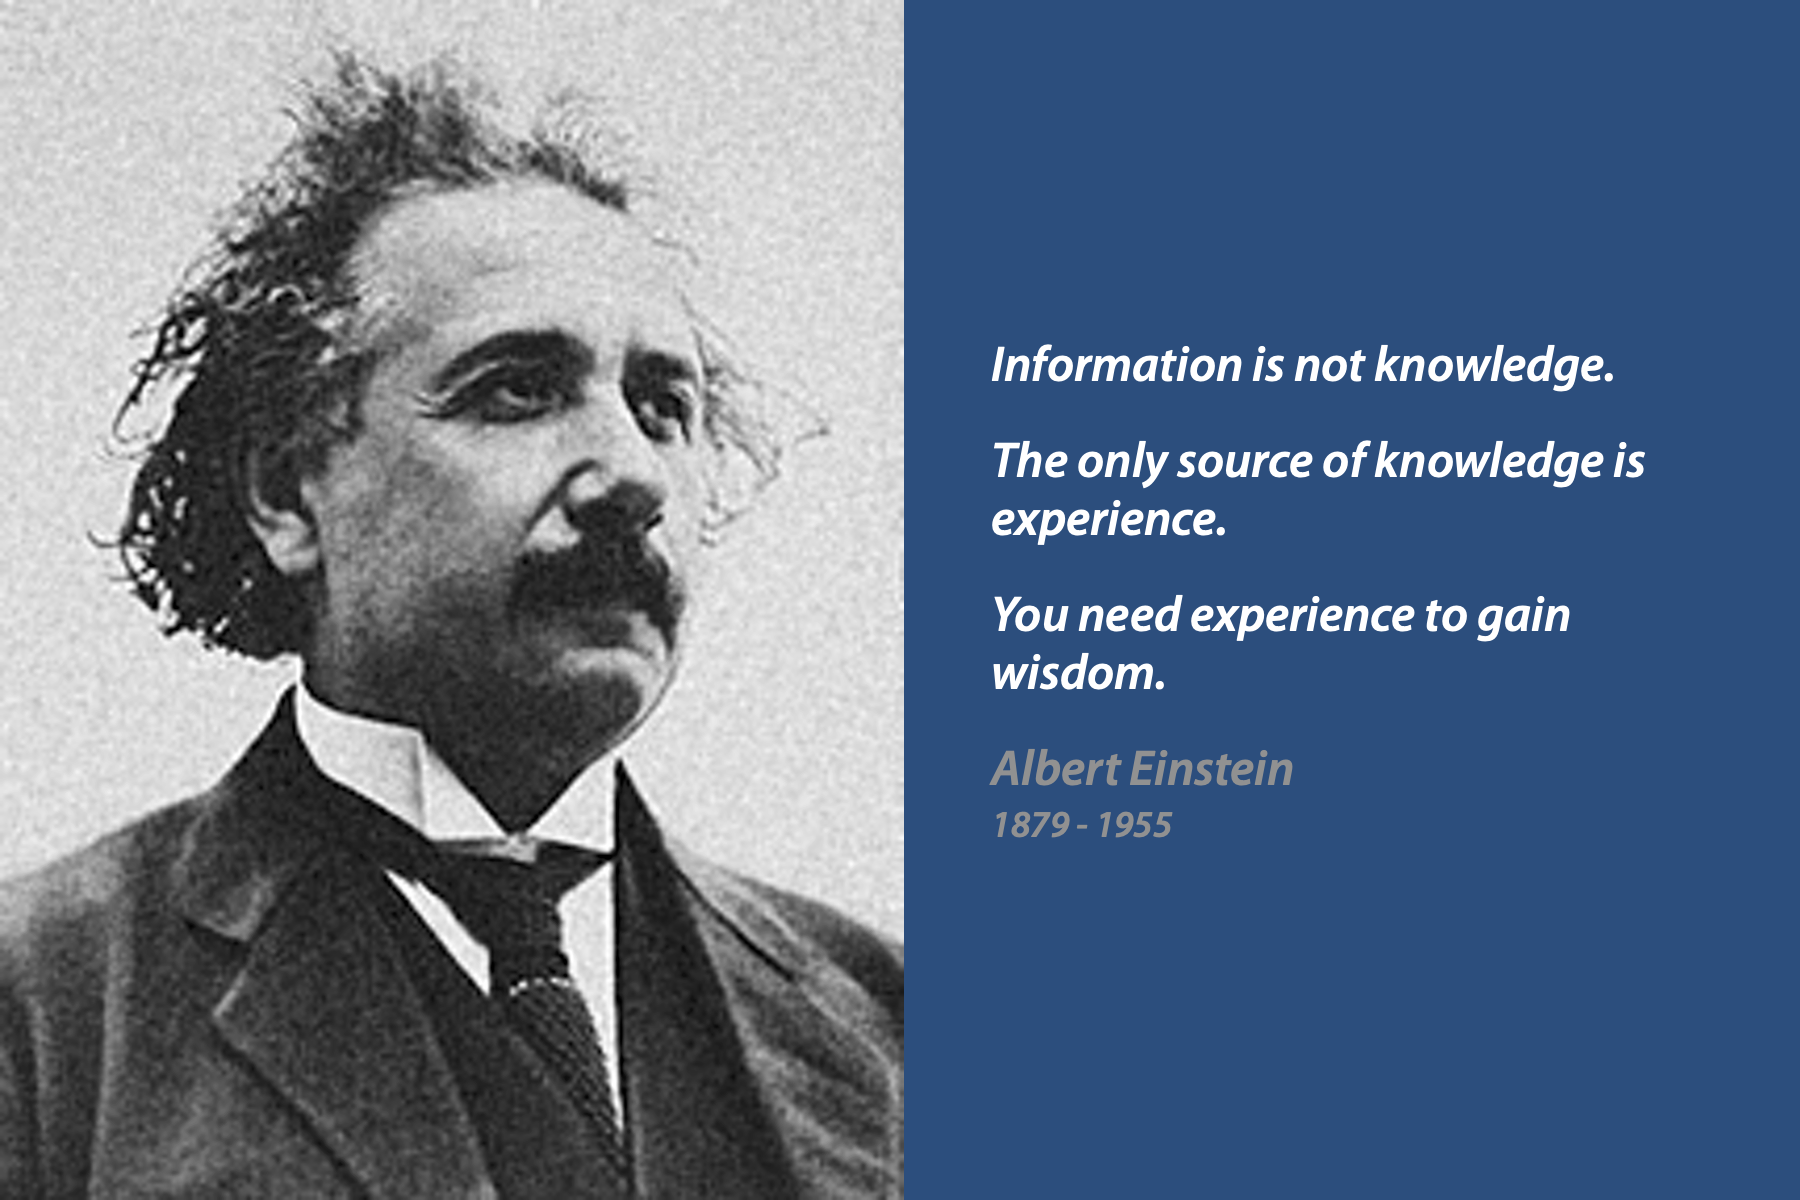 Information is not knowledge.
The only source of knowledge is
experience.
You need experience to gain
wisdom.
Albert Einstein
1879 - 1955